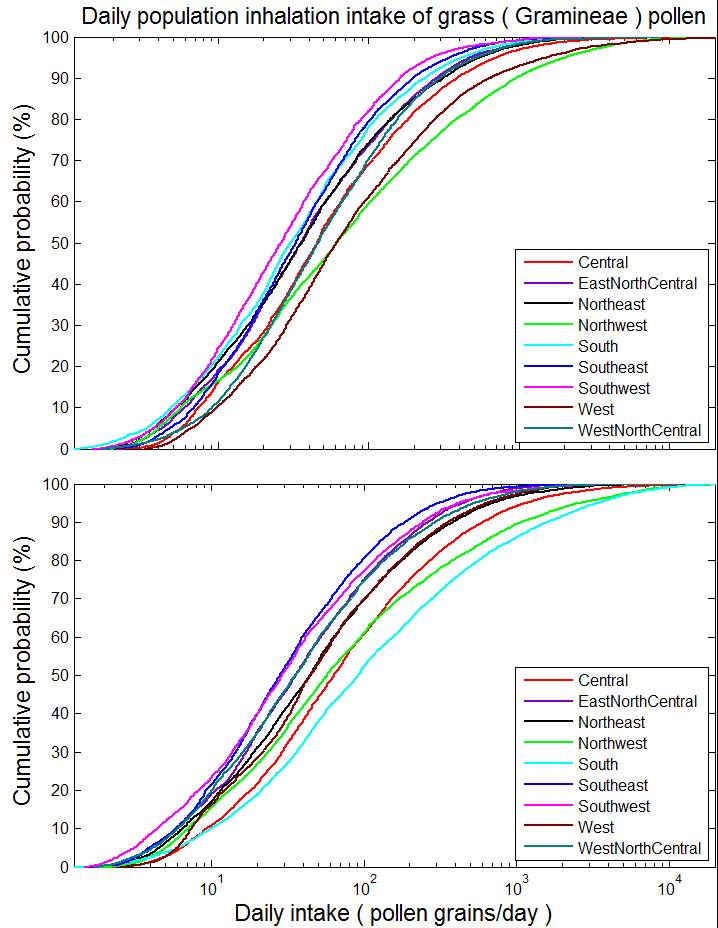 Daily population inhalation intake of grass ( Gramineae ) pollen
Cumulative probability (%)
100
90
80
70
60
50
40
30
20
10
0
Central
EastNorthCentral
Northeast
Northwest
South
Southeast
Southwest
West
WestNorthCentral
Cumulative probability (%)
100
90
80
70
60
50
40
30
20
10
0
Central
EastNorthCentral
Northeast
Northwest
South
Southeast
Southwest
West
WestNorthCentral
10¹ 10² 10³ 10⁴
Daily intake ( pollen grains/day )